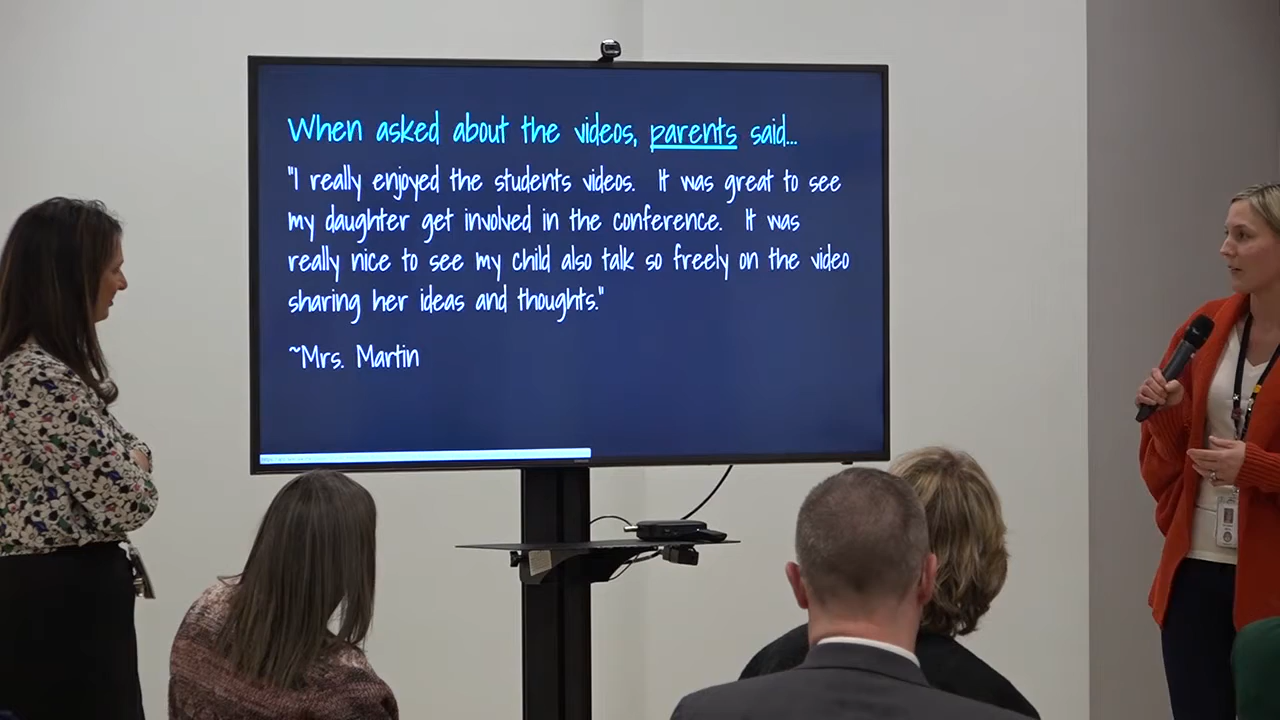 When asked about the videos, parents said...
"I really enjoyed the students videos. It was great to see
my daughter get involved in the conference. It was
really nice to see my child also talk so freely on the video
sharing her ideas and thoughts."
~Mrs. Martin